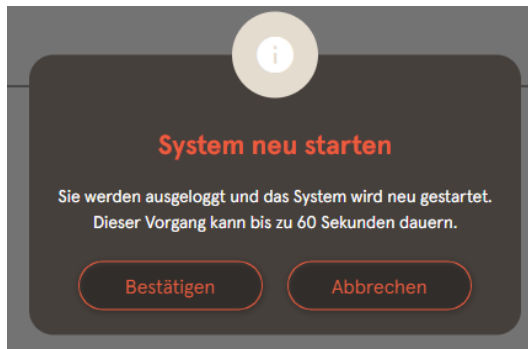 System neu starten
Sie werden ausgeloggt und das System wird neu gestartet.
Dieser Vorgang kann bis zu 60 Sekunden dauern.
Bestätigen
Abbrechen